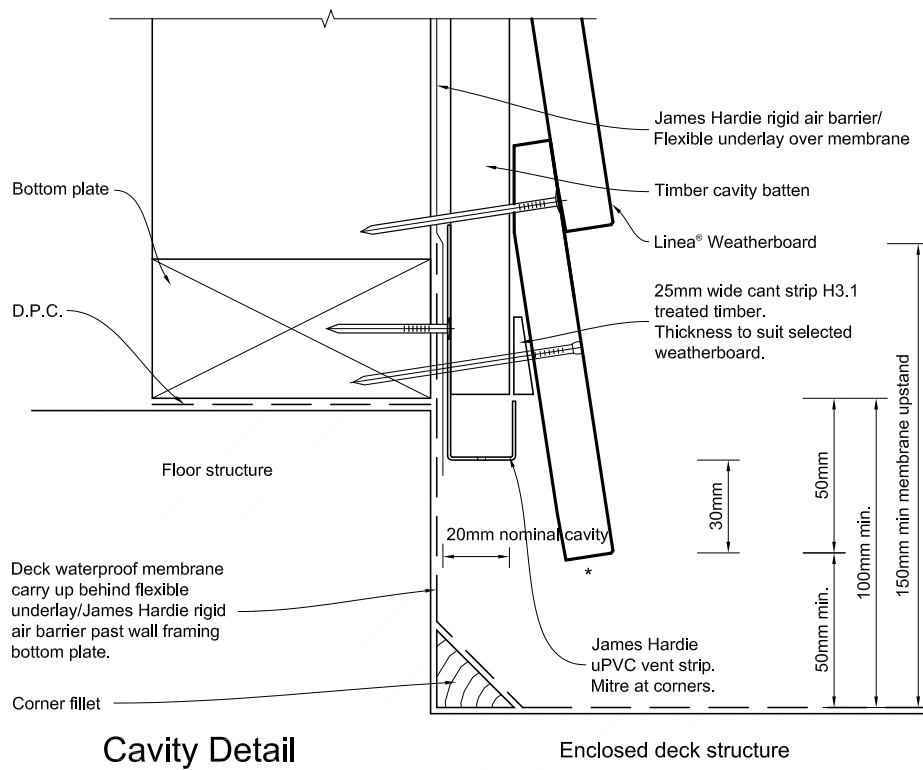 James Hardie rigid air barrier/
Flexible underlay over membrane
Bottom plate
Timber cavity batten
Linea® Weatherboard
D.P.C.
25mm wide cant strip H3.1
treated timber.
Thickness to suit selected
weatherboard.
Floor structure
30mm
50mm
100mm min.
150mm min membrane upstand
20mm nominal cavity
*
50mm min.
Deck waterproof membrane
carry up behind flexible
underlay/James Hardie rigid
air barrier past wall framing
bottom plate.
James Hardie
uPVC vent strip.
Mitre at corners.
Corner fillet
Cavity Detail
Enclosed deck structure